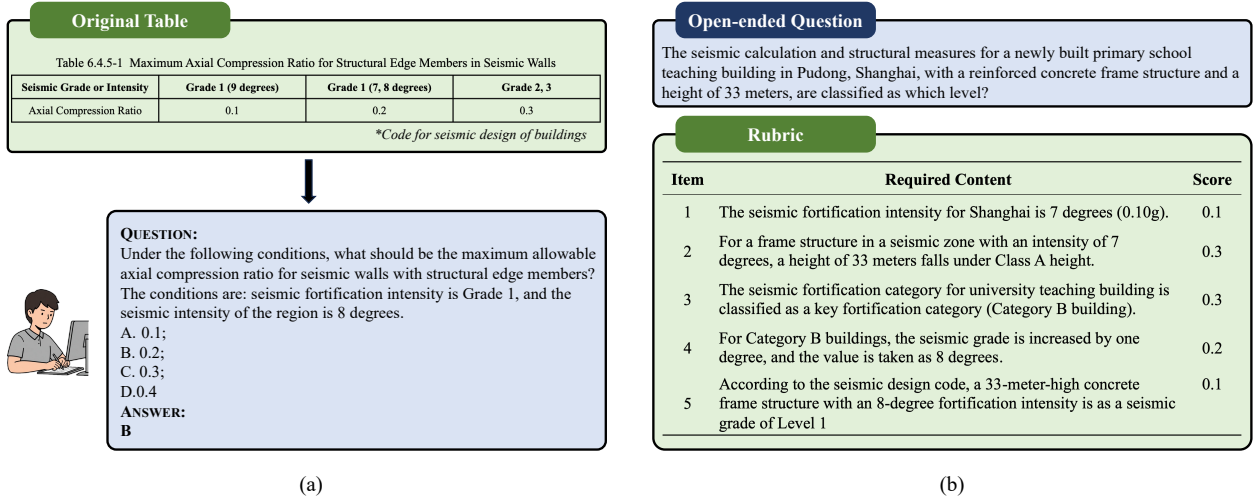 Original Table
Table 6.4.5-1 Maximum Axial Compression Ratio for Structural Edge Members in Seismic Walls
Seismic Grade or Intensity Grade 1 (9 degrees) Grade 1 (7, 8 degrees) Grade 2, 3
Axial Compression Ratio 0.1 0.2 0.3
*Code for seismic design of buildings
QUESTION:
Under the following conditions, what should be the maximum allowable
axial compression ratio for seismic walls with structural edge members?
The conditions are: seismic fortification intensity is Grade 1, and the
seismic intensity of the region is 8 degrees.
A. 0.1;
B. 0.2;
C. 0.3;
D.0.4
ANSWER:
B
(a)
Open-ended Question
The seismic calculation and structural measures for a newly built primary school
teaching building in Pudong, Shanghai, with a reinforced concrete frame structure and a
height of 33 meters, are classified as which level?
Rubric
Item Required Content Score
1 The seismic fortification intensity for Shanghai is 7 degrees (0.10g). 0.1
2 For a frame structure in a seismic zone with an intensity of 7
degrees, a height of 33 meters falls under Class A height. 0.3
3 The seismic fortification category for university teaching building is
classified as a key fortification category (Category B building). 0.3
4 For Category B buildings, the seismic grade is increased by one
degree, and the value is taken as 8 degrees. 0.2
According to the seismic design code, a 33-meter-high concrete 0.1
5 frame structure with an 8-degree fortification intensity is as a seismic
grade of Level 1
(b)